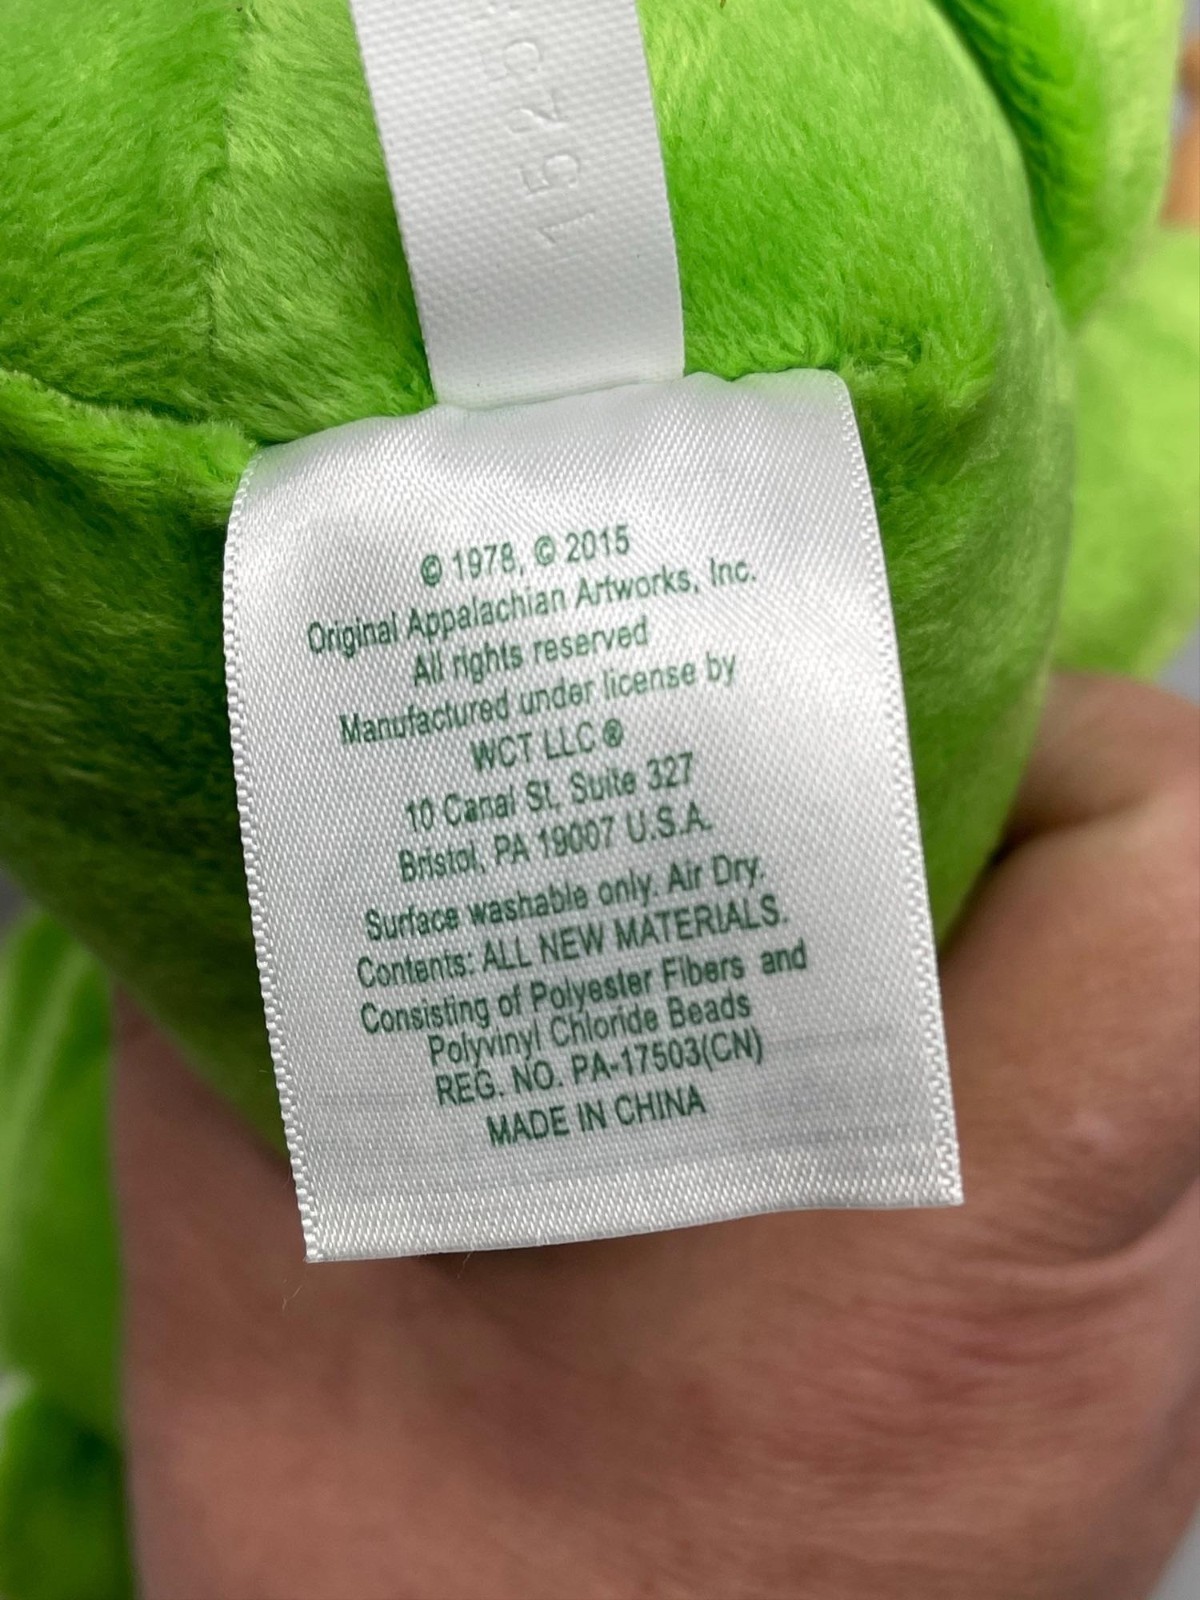 © 1978, © 2015
Original Appalachian Artworks, Inc.
All rights reserved
Manufactured under license by
WCT LLC ®
10 Canal St. Suite 327
Bristol, PA 19007 U.S.A.
Surface washable only. Air Dry.
Contents: ALL NEW MATERIALS.
Consisting of Polyester Fibers and
Polyvinyl Chloride Beads
REG. NO. PA-17503(CN)
MADE IN CHINA